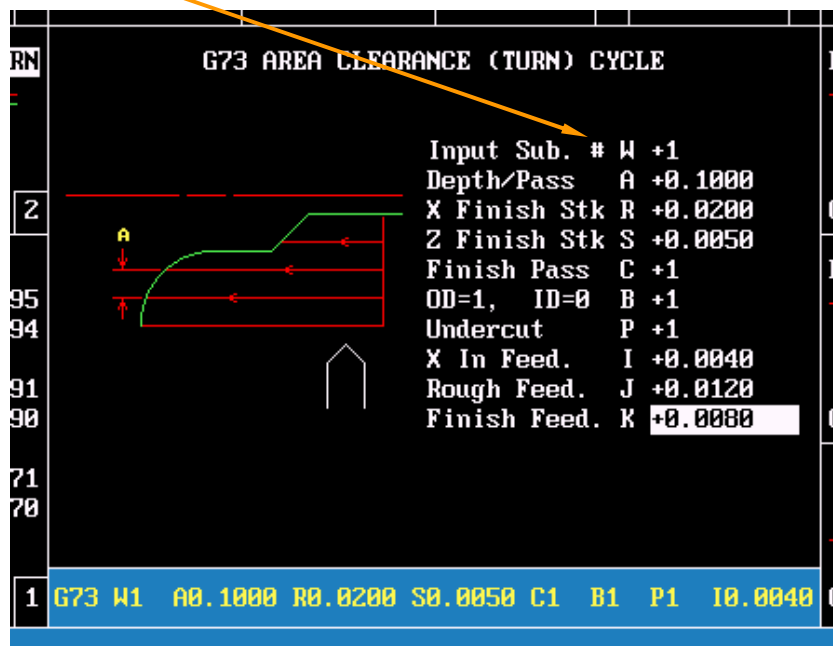 RN
G73 AREA CLEARANCE (TURN) CYCLE
Input Sub. # W +1
Depth/Pass A +0.1000
2
X Finish Stk R +0.0200
A
Z Finish Stk S +0.0050
Finish Pass C +1
95
OD=1, ID=0 B +1
94
Undercut P +1
X In Feed. I +0.0040
91
Rough Feed. J +0.0120
90
Finish Feed. K +0.0080
71
70
1
G73 W1 A0.1000 R0.0200 S0.0050 C1 B1 P1 I0.0040